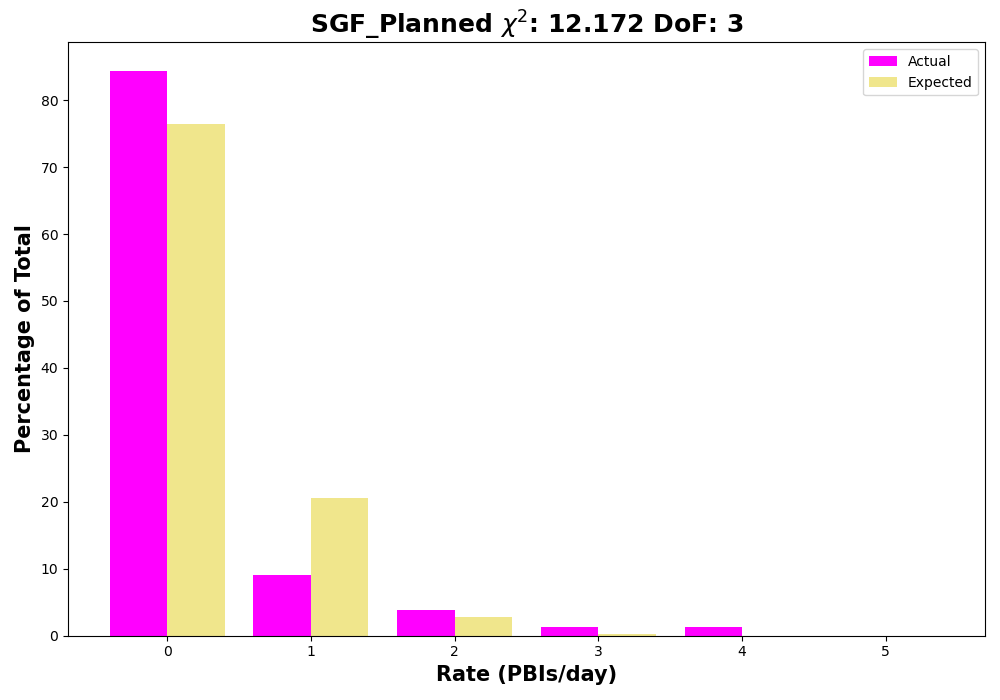 SGF_Planned χ²: 12.172 DoF: 3
Actual
Expected
Percentage of Total
80
70
60
50
40
30
20
10
0
0 1 2 3 4 5
Rate (PBIs/day)